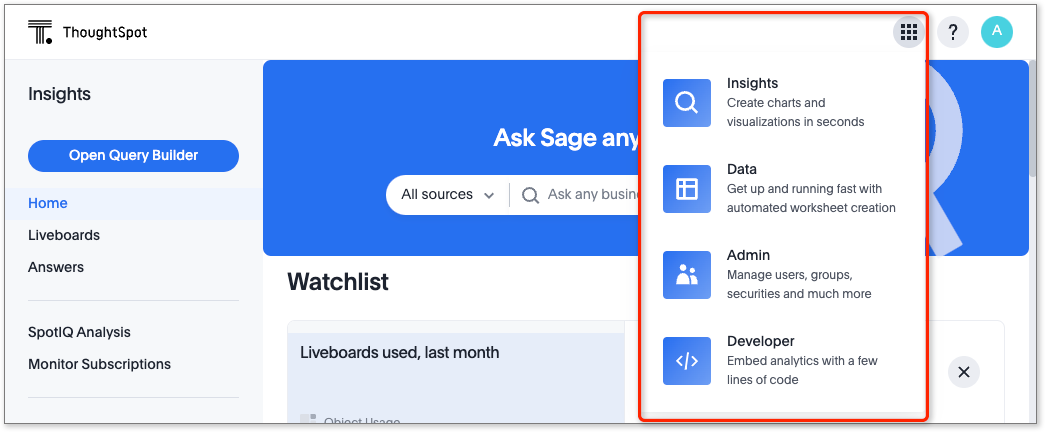 ThoughtSpot
?
A
Insights
Open Query Builder
Home
Liveboards
Answers
SpotIQ Analysis
Monitor Subscriptions
Ask Sage any
All sources
Ask any busin
Watchlist
Liveboards used, last month
Object Usage
Insights
Create charts and
visualizations in seconds
Data
Get up and running fast with
automated worksheet creation
Admin
Manage users, groups,
securities and much more
Developer
Embed analytics with a few
lines of code